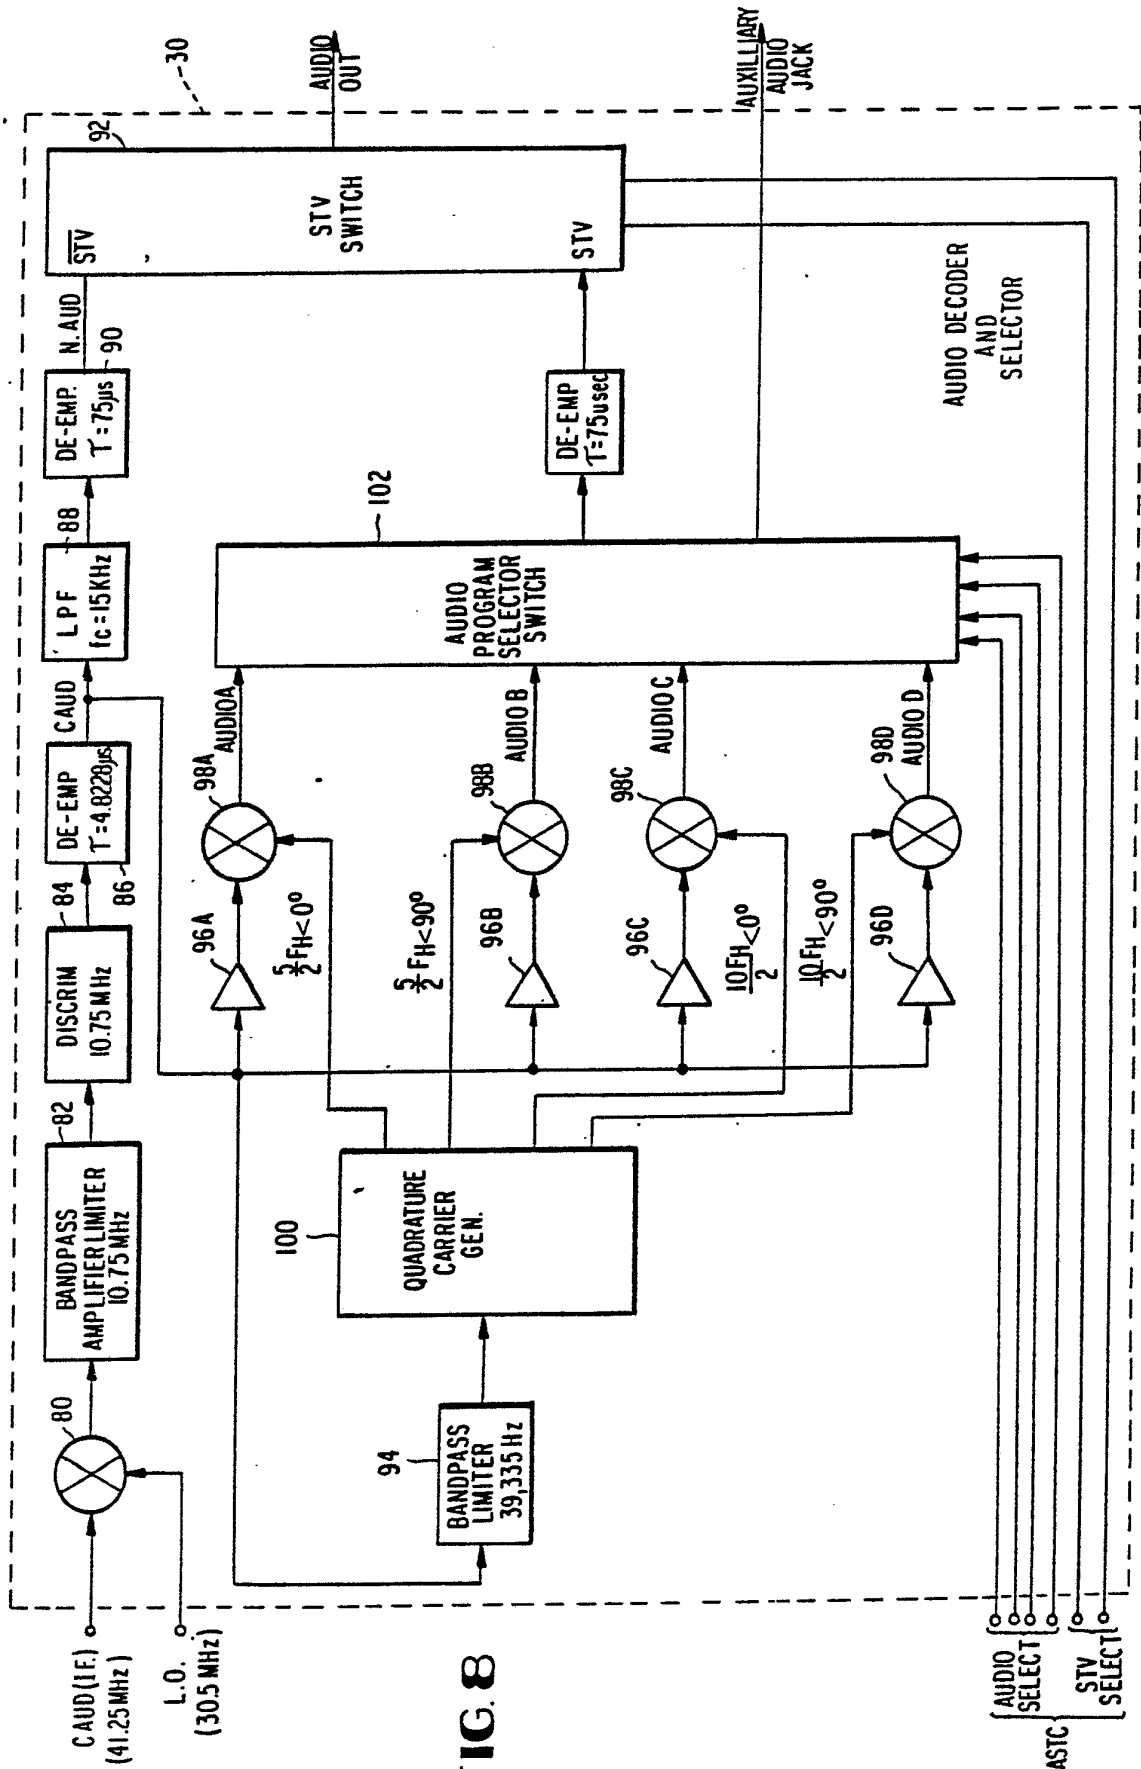 30
CAUD(I.F.)
(41.25MHz)
L.O.
(30.5 MHz)
80
82
BANDPASS
AMPLIFIER LIMITER
10.75 MHz
84
DISCRIM
10.75 MHz
86
DE-EMP
T=4.8228µs
CAUD
88
LPF
fc=15KHz
DE-EMP.
T=75µs
90
N. AUD
92
STV
STV
SWITCH
STV
AUDIO
OUT
96A
98A
AUDIO A
5/2 FH<0°
5/2 FH<90°
96B
98B
AUDIO B
96C
98C
AUDIO C
10FH/2 <0°
10FH/2 <90°
96D
98D
AUDIO D
94
BANDPASS
LIMITER
39,335 Hz
100
QUADRATURE
CARRIER
GEN.
102
AUDIO
PROGRAM
SELECTOR
SWITCH
DE-EMP
T=75usec
AUXILLIARY
AUDIO
JACK
AUDIO DECODER
AND
SELECTOR
AUDIO
SELECT
STV
SELECT
ASTC
FIG. 8